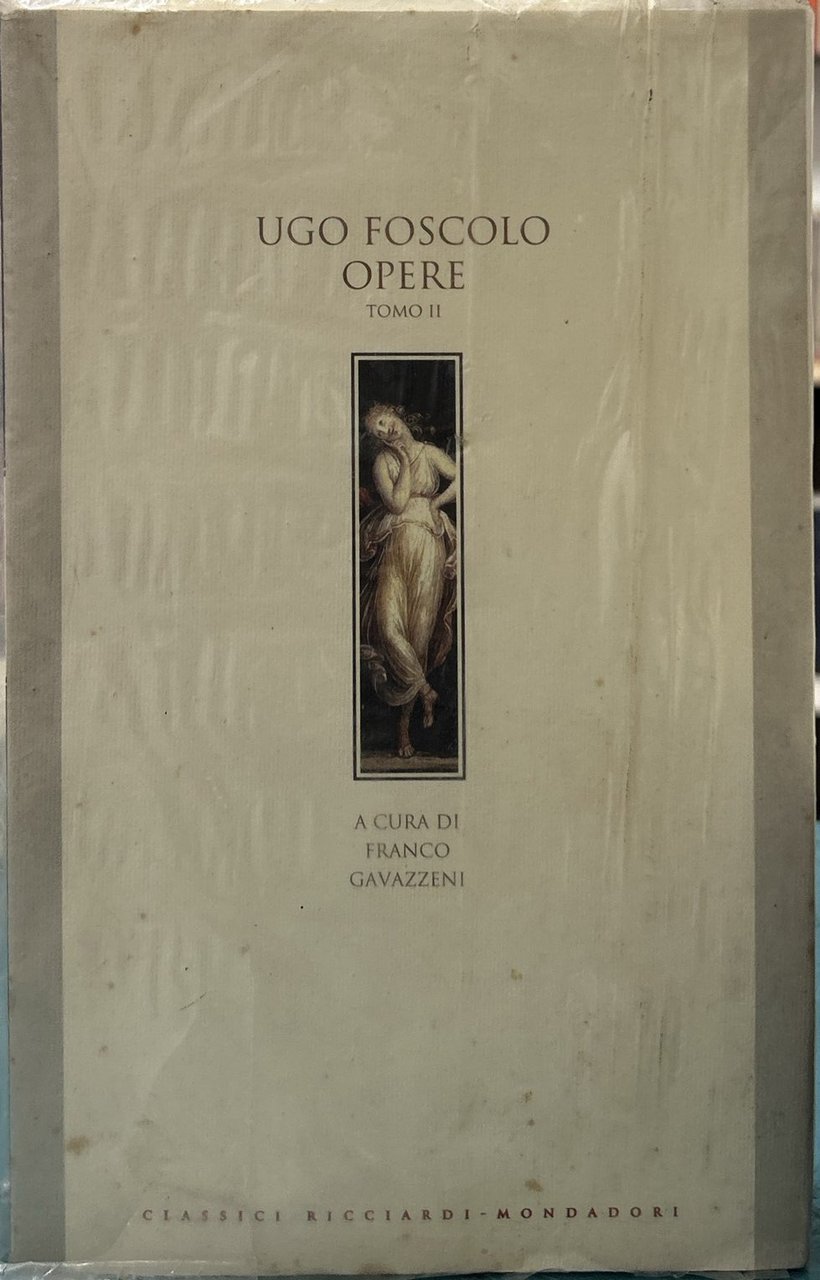 UGO FOSCOLO
OPERE
TOMO II
A CURA DI
FRANCO
GAVAZZENI
CLASSICI RICCIARDI-MONDADORI